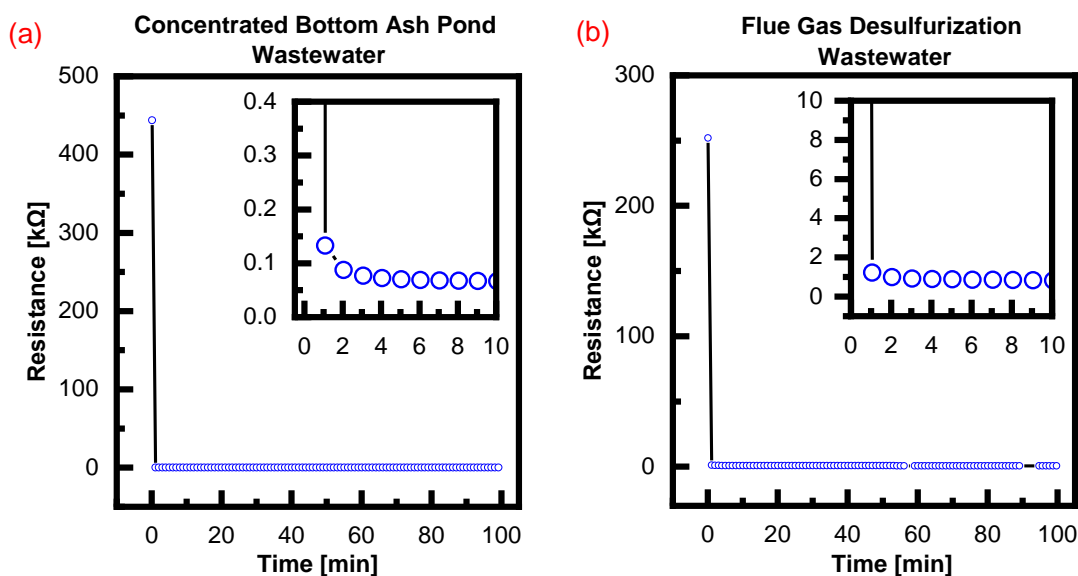 (a)
Concentrated Bottom Ash Pond
Wastewater
500
400
300
200
100
0
Resistance [kΩ]
0.4
0.3
0.2
0.1
0.0
0 2 4 6 8 10
0 20 40 60 80 100
Time [min]
(b)
Flue Gas Desulfurization
Wastewater
300
200
100
0
Resistance [kΩ]
10
8
6
4
2
0
0 2 4 6 8 10
0 20 40 60 80 100
Time [min]